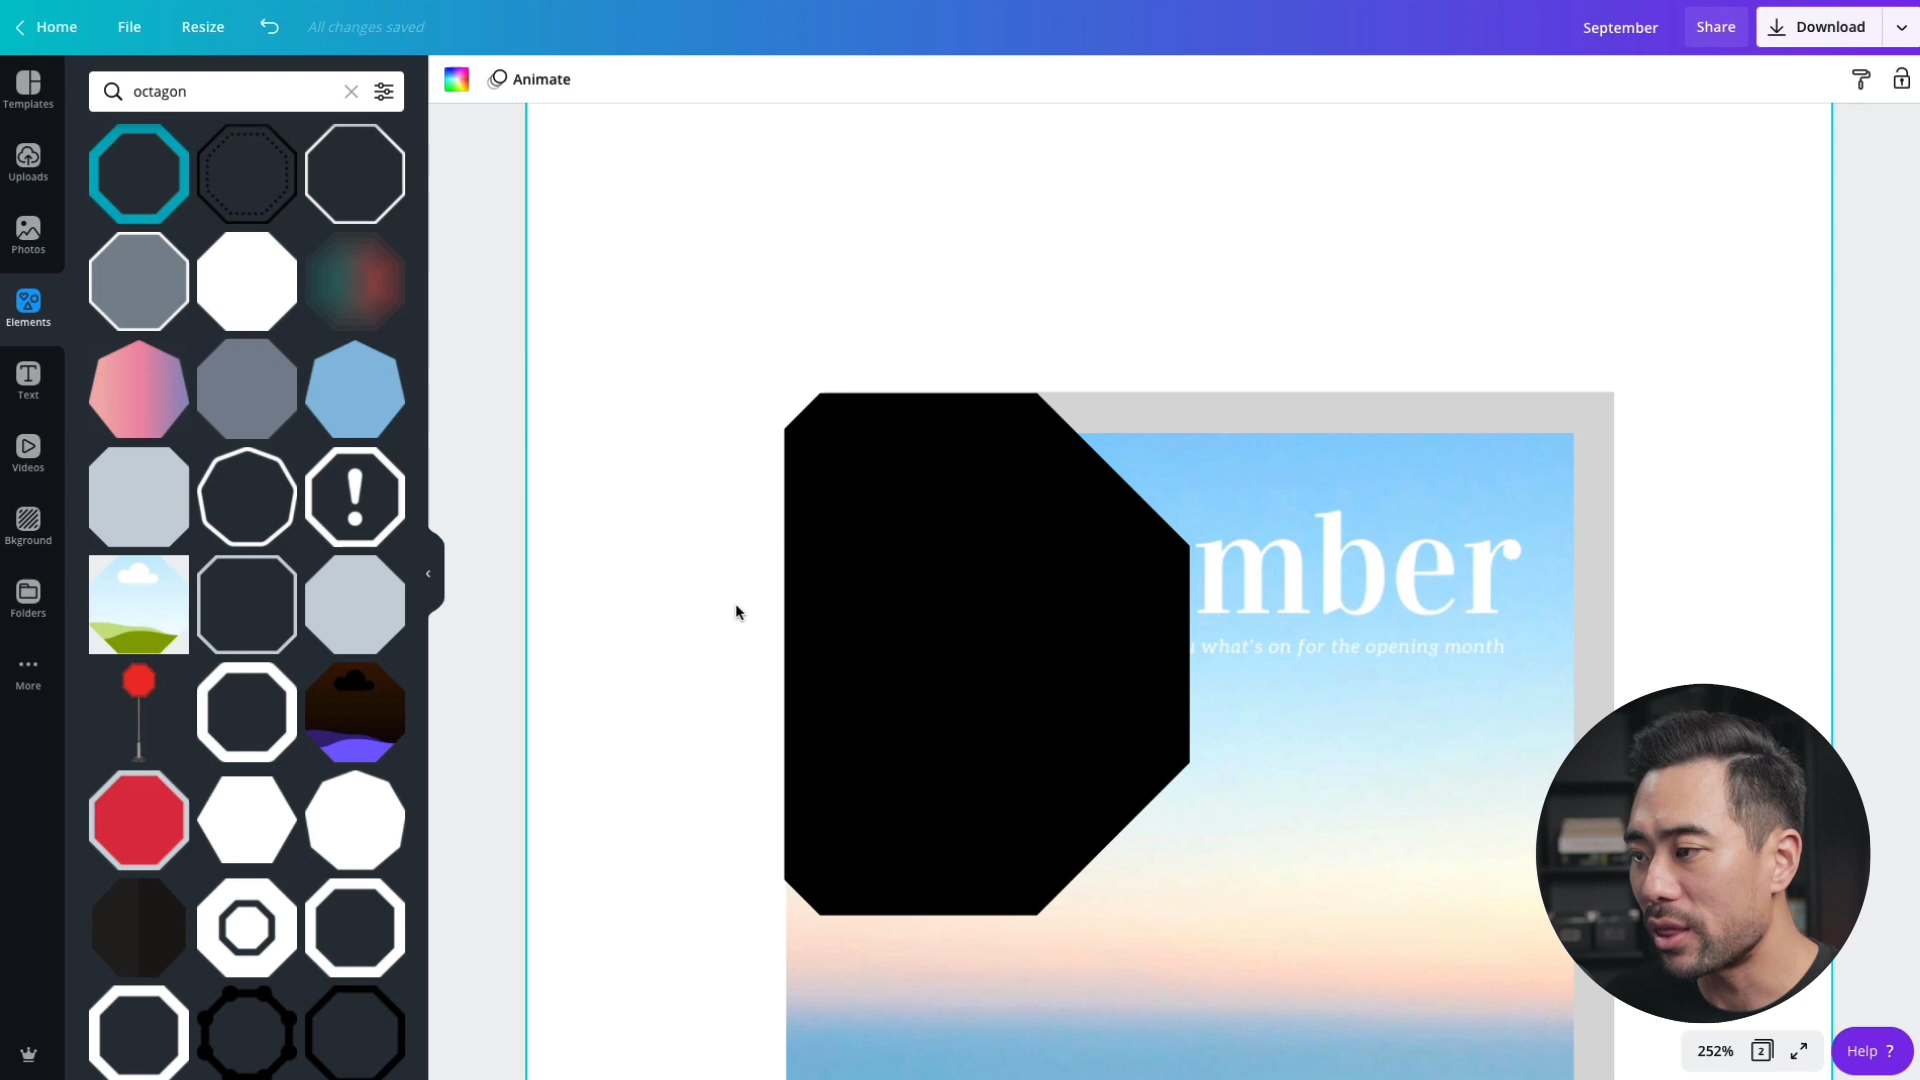 Home File Resize All changes saved September Share Download
Templates
octagon
Animate
Uploads
Photos
Elements
Text
Videos
Bkground
Folders
More
!
mber
what's on for the opening month
252% 2 Help ?